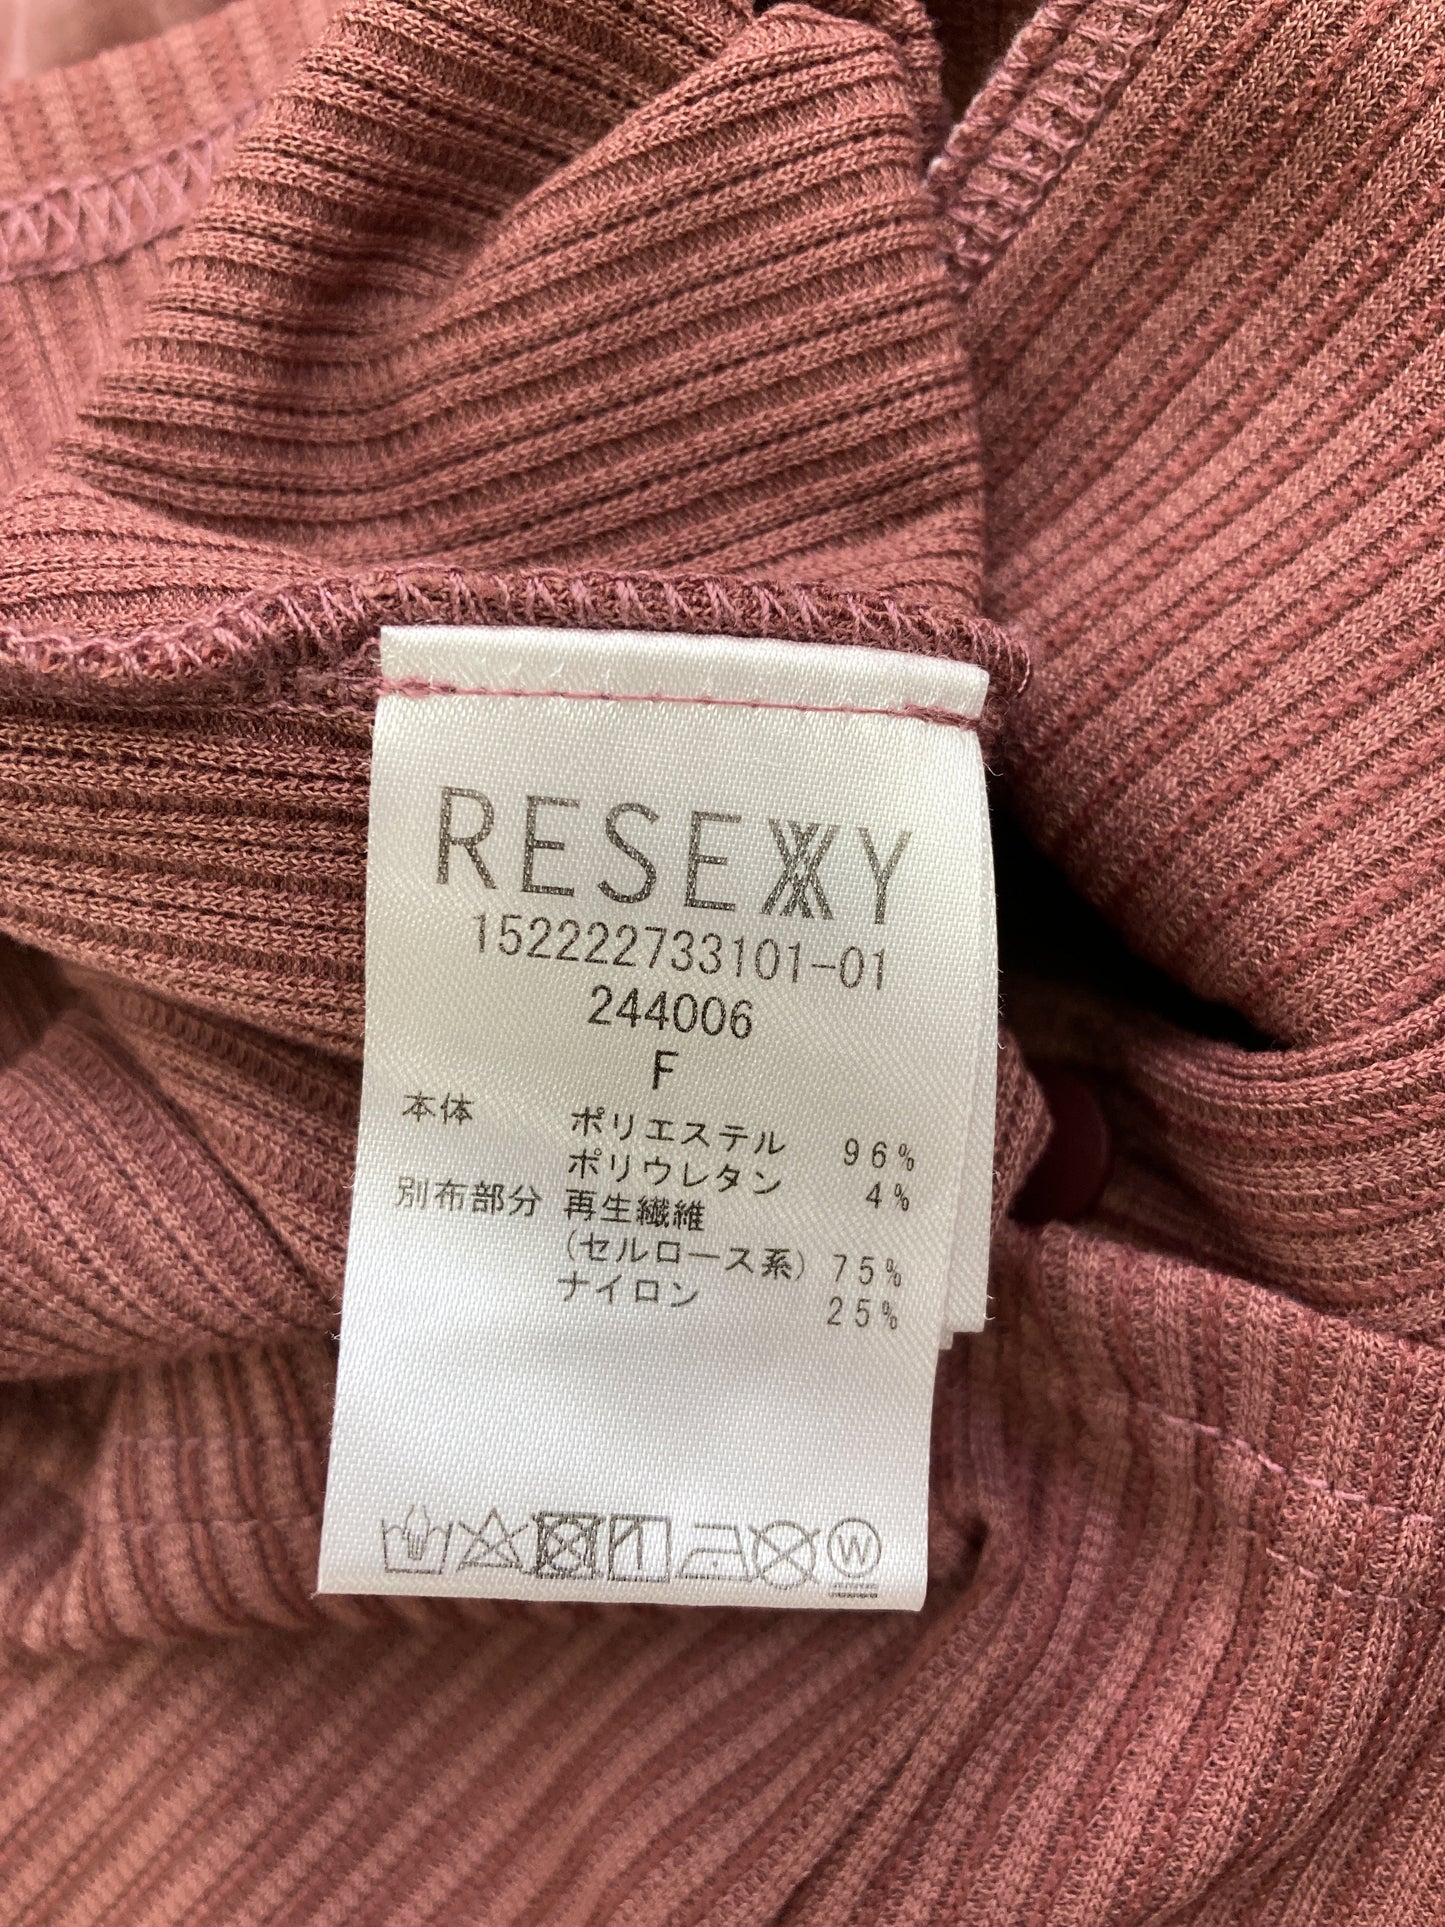 RESEXXY
152222733101-01
244006
F
本体 ポリエステル 96%
ポリウレタン 4%
別布部分 再生繊維
(セルロース系) 75%
ナイロン 25%
W